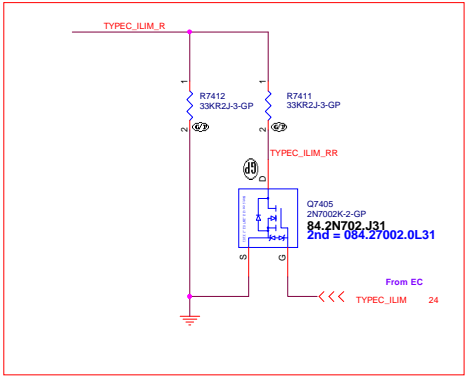 TYPEC_ILIM_R
1
1
R7412
33KR2J-3-GP
R7411
33KR2J-3-GP
2
2
TYPEC_ILIM_RR
GP
D
Q7405
2N7002K-2-GP
84.2N702.J31
2nd = 084.27002.0L31
S
G
From EC
TYPEC_ILIM 24